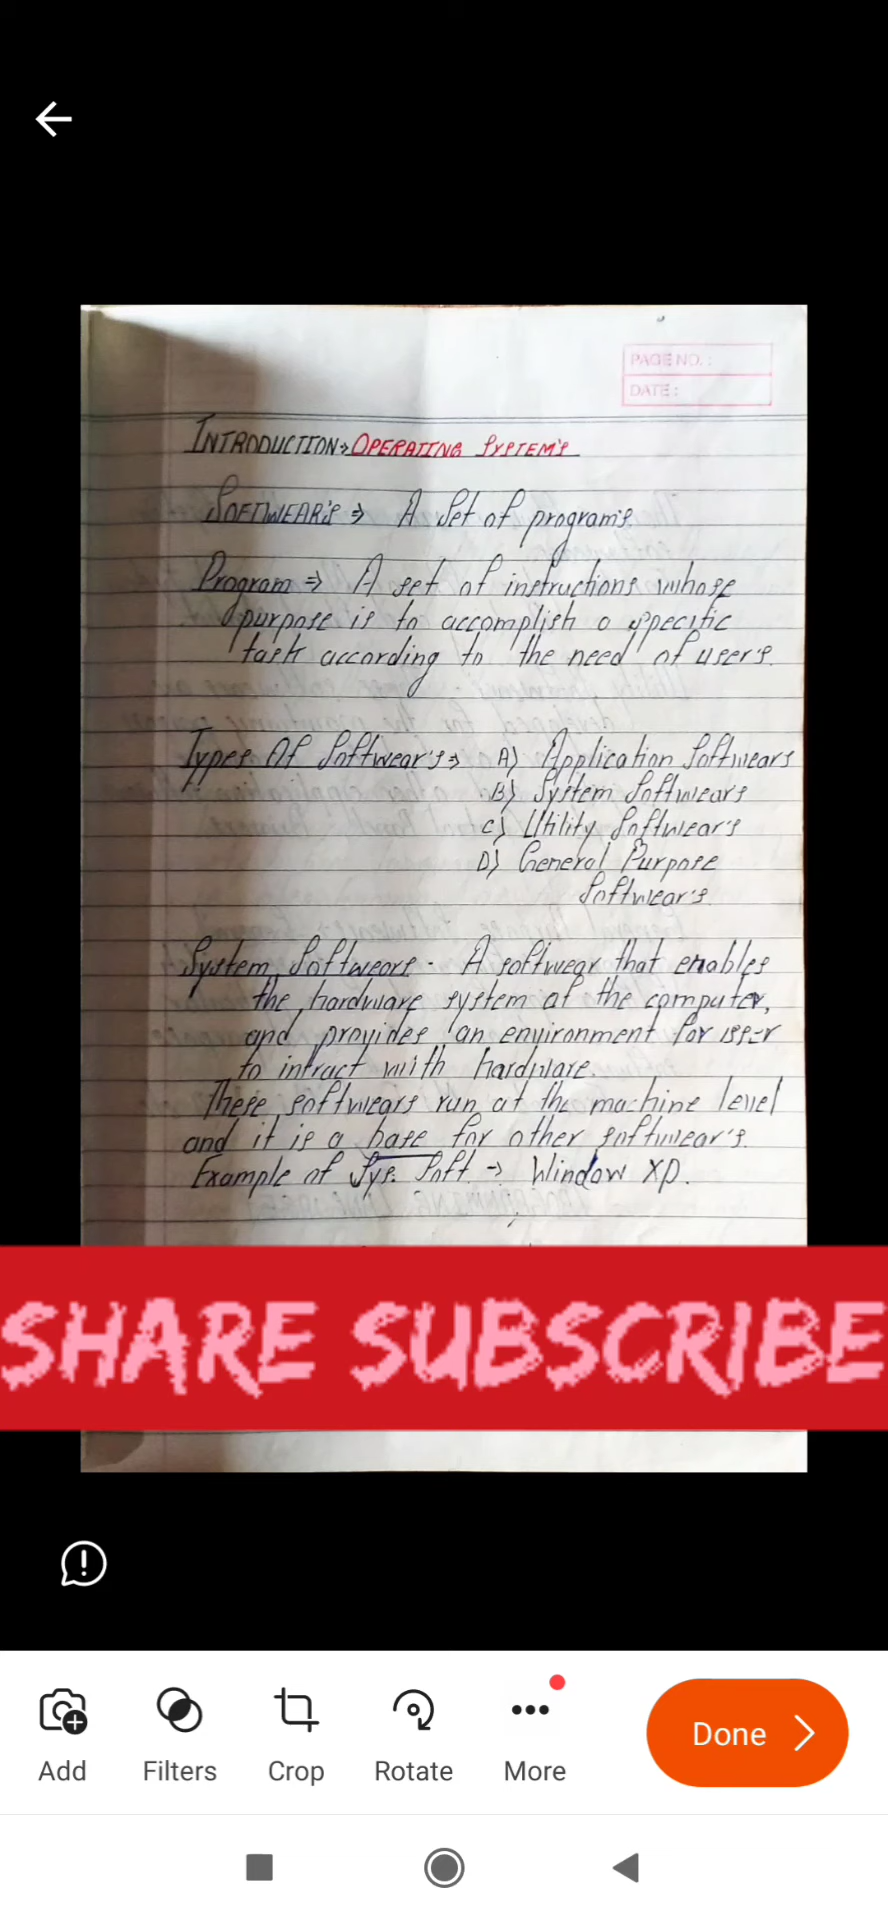 PAGE NO. :
DATE :
INTRODUCTION → OPERATING SYSTEM'S
SOFTWEAR'S ⇒ A Set of program's.
Program ⇒ A set of instructions whose
purpose is to accomplish a specific
task according to the need of user's.
Types Of Softwear's → A) Application Softwears
B) System Softwears
C) Utility Softwear's
D) General Purpose
Softwear's.
System Softwears - A softwear that enables
the hardware system of the computer,
and provides an environment for user
to intract with hardware.
These softwears run at the machine level
and it is a base for other softwear's.
Example of Sys. Soft → Window XP.
SHARE SUBSCRIBE
Add
Filters
Crop
Rotate
More
Done